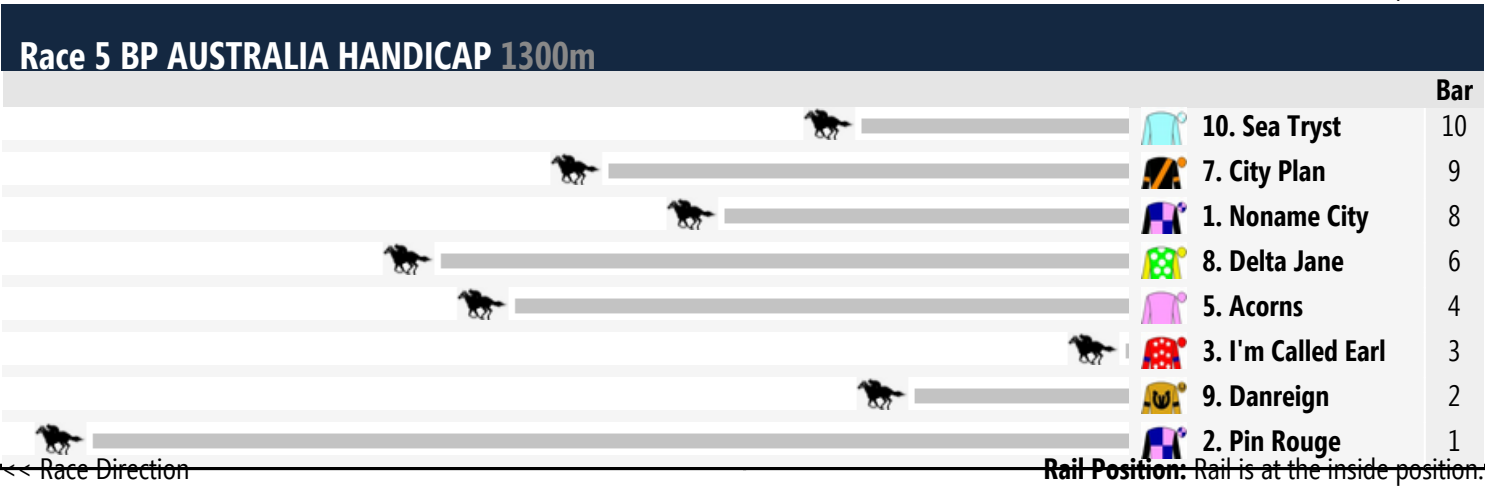 Race 5 BP AUSTRALIA HANDICAP 1300m
Bar
10. Sea Tryst 10
7. City Plan 9
1. Noname City 8
8. Delta Jane 6
5. Acorns 4
3. I'm Called Earl 3
9. Danreign 2
2. Pin Rouge 1
<< Race Direction Rail Position: Rail is at the inside position.